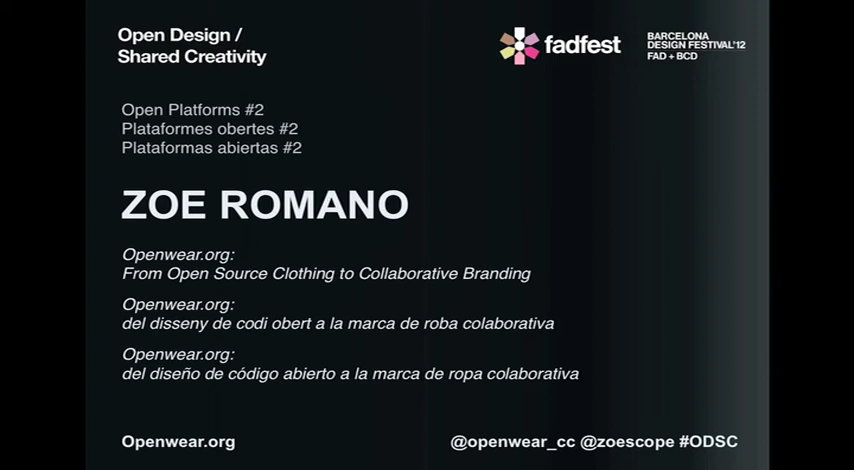 Open Design /
Shared Creativity
fadfest
BARCELONA
DESIGN FESTIVAL'12
FAD + BCD
Open Platforms #2
Plataformes obertes #2
Plataformas abiertas #2
ZOE ROMANO
Openwear.org:
From Open Source Clothing to Collaborative Branding
Openwear.org:
del disseny de codi obert a la marca de roba colaborativa
Openwear.org:
del diseño de código abierto a la marca de ropa colaborativa
Openwear.org
@openwear_cc @zoescope #ODSC